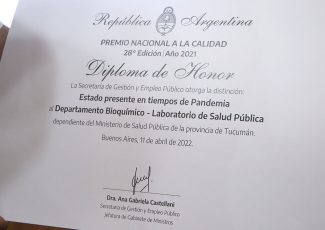 República Argentina
PREMIO NACIONAL A LA CALIDAD
28° Edición | Año 2021
Diploma de Honor
La Secretaría de Gestión y Empleo Público otorga la distinción:
Estado presente en tiempos de Pandemia
al Departamento Bioquímico - Laboratorio de Salud Pública
dependiente del Ministerio de Salud Pública de la provincia de Tucumán.
Buenos Aires, 11 de abril de 2022.
Dra. Ana Gabriela Castellani
Secretaria de Gestión y Empleo Público
Jefatura de Gabinete de Ministros